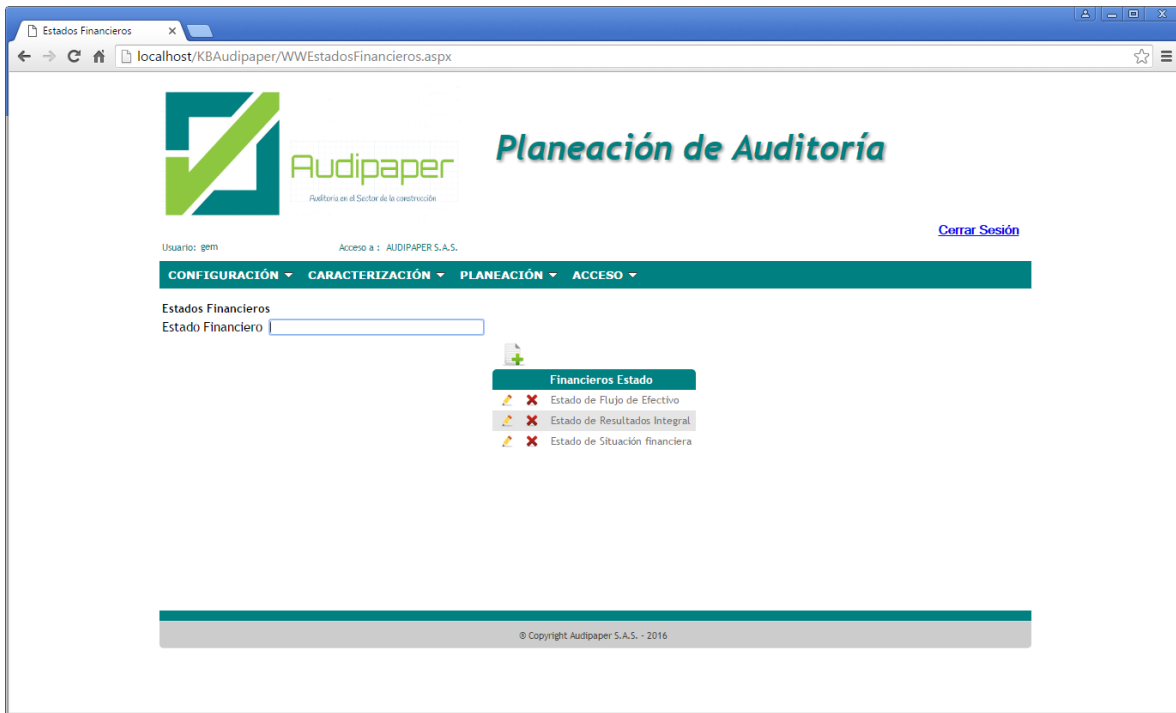 Estados Financieros
localhost/KBAudipaper/WWEstadosFinancieros.aspx
Audipaper
Auditoria en el Sector de la construcción
Planeación de Auditoría
Cerrar Sesión
Usuario: gem Acceso a : AUDIPAPER S.A.S.
CONFIGURACIÓN CARACTERIZACIÓN PLANEACIÓN ACCESO
Estados Financieros
Estado Financiero
Financieros Estado
Estado de Flujo de Efectivo
Estado de Resultados Integral
Estado de Situación financiera
© Copyright Audipaper S.A.S. - 2016